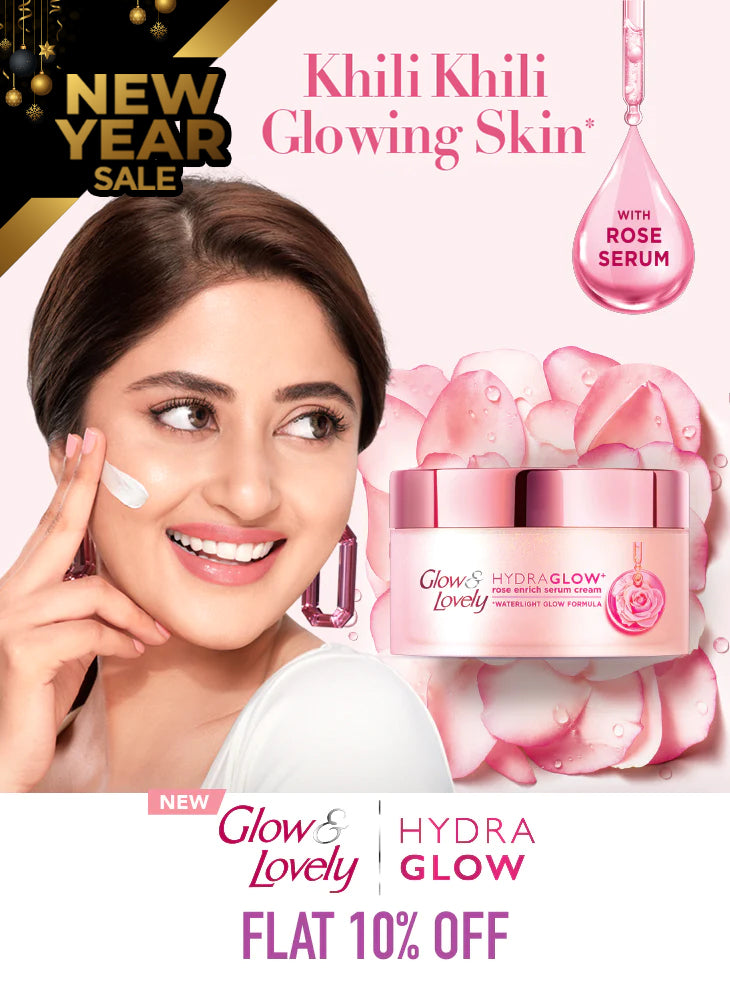 NEW
YEAR
SALE
Khili Khili
Glowing Skin*
WITH
ROSE
SERUM
Glow &
Lovely
HYDRAGLOW+
rose enrich serum cream
*WATERLIGHT GLOW FORMULA
NEW
Glow &
Lovely
HYDRA
GLOW
FLAT 10% OFF